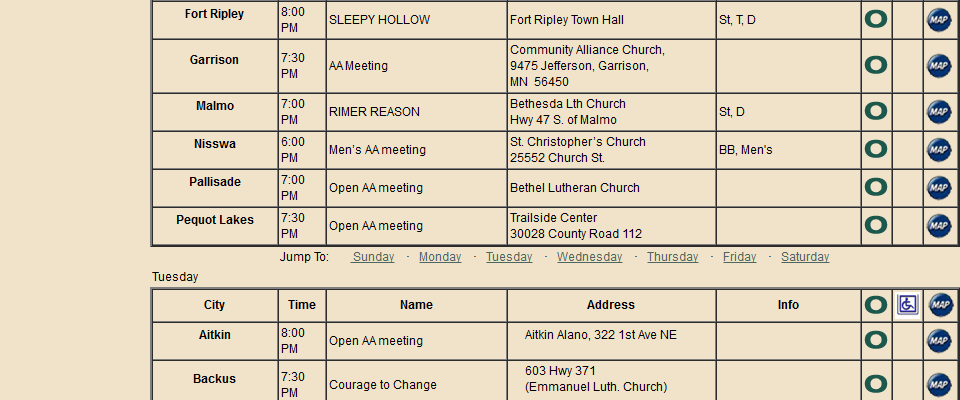 Fort Ripley 8:00 PM SLEEPY HOLLOW Fort Ripley Town Hall St, T, D O MAP
Garrison 7:30 PM AA Meeting Community Alliance Church, 9475 Jefferson, Garrison, MN 56450 O MAP
Malmo 7:00 PM RIMER REASON Bethesda Lth Church Hwy 47 S. of Malmo St, D O MAP
Nisswa 6:00 PM Men’s AA meeting St. Christopher’s Church 25552 Church St. BB, Men's O MAP
Pallisade 7:00 PM Open AA meeting Bethel Lutheran Church O MAP
Pequot Lakes 7:30 PM Open AA meeting Trailside Center 30028 County Road 112 O MAP
Jump To: Sunday · Monday · Tuesday · Wednesday · Thursday · Friday · Saturday
Tuesday
City Time Name Address Info O MAP
Aitkin 8:00 PM Open AA meeting Aitkin Alano, 322 1st Ave NE O MAP
Backus 7:30 PM Courage to Change 603 Hwy 371 (Emmanuel Luth. Church) O MAP